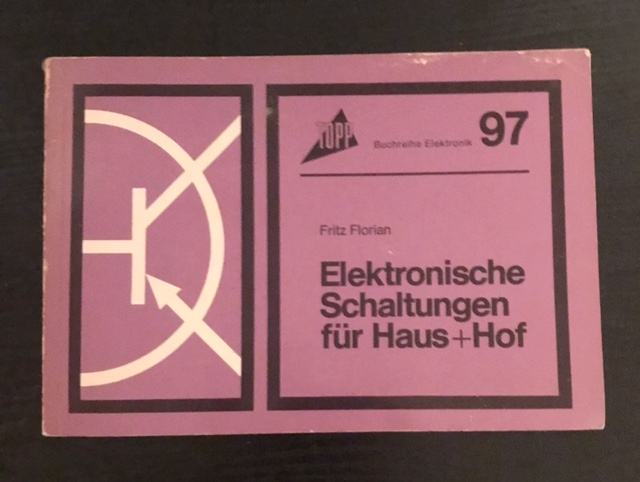 TOPP
Buchreihe Elektronik 97
Fritz Florian
Elektronische
Schaltungen
für Haus+Hof